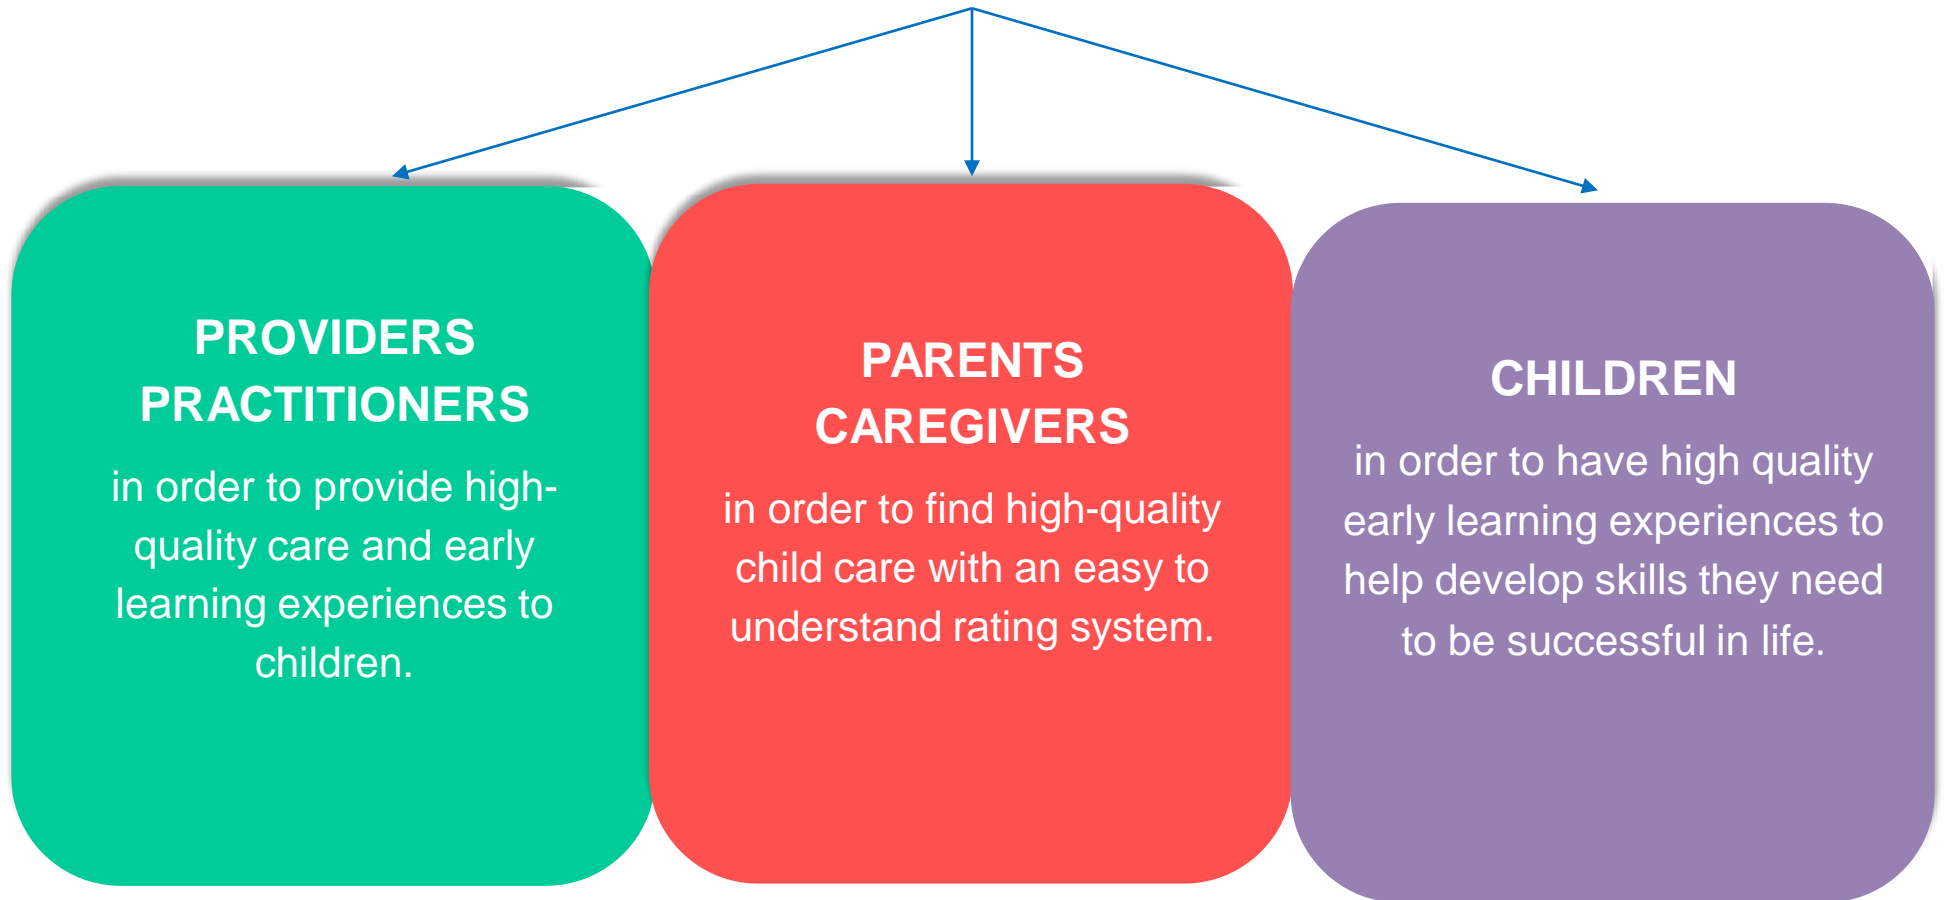 PROVIDERS
PRACTITIONERS
in order to provide high-
quality care and early
learning experiences to
children.
PARENTS
CAREGIVERS
in order to find high-quality
child care with an easy to
understand rating system.
CHILDREN
in order to have high quality
early learning experiences to
help develop skills they need
to be successful in life.